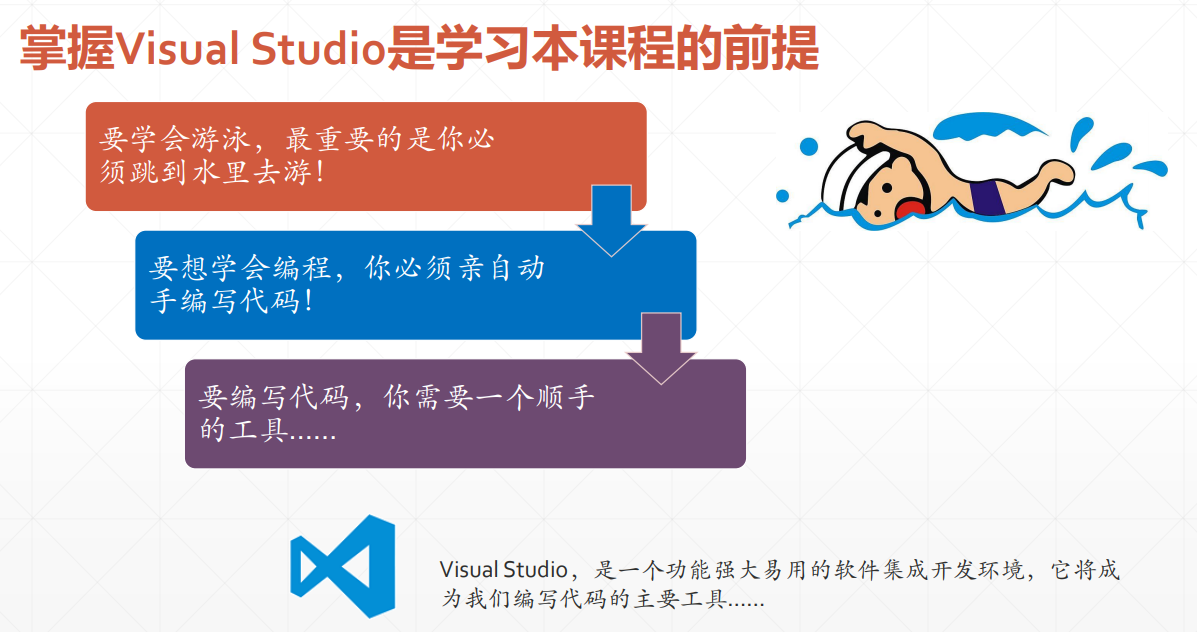 掌握Visual Studio是学习本课程的前提
要学会游泳，最重要的是你必
须跳到水里去游！
要想学会编程，你必须亲自动
手编写代码！
要编写代码，你需要一个顺手
的工具……
Visual Studio，是一个功能强大易用的软件集成开发环境，它将成
为我们编写代码的主要工具……